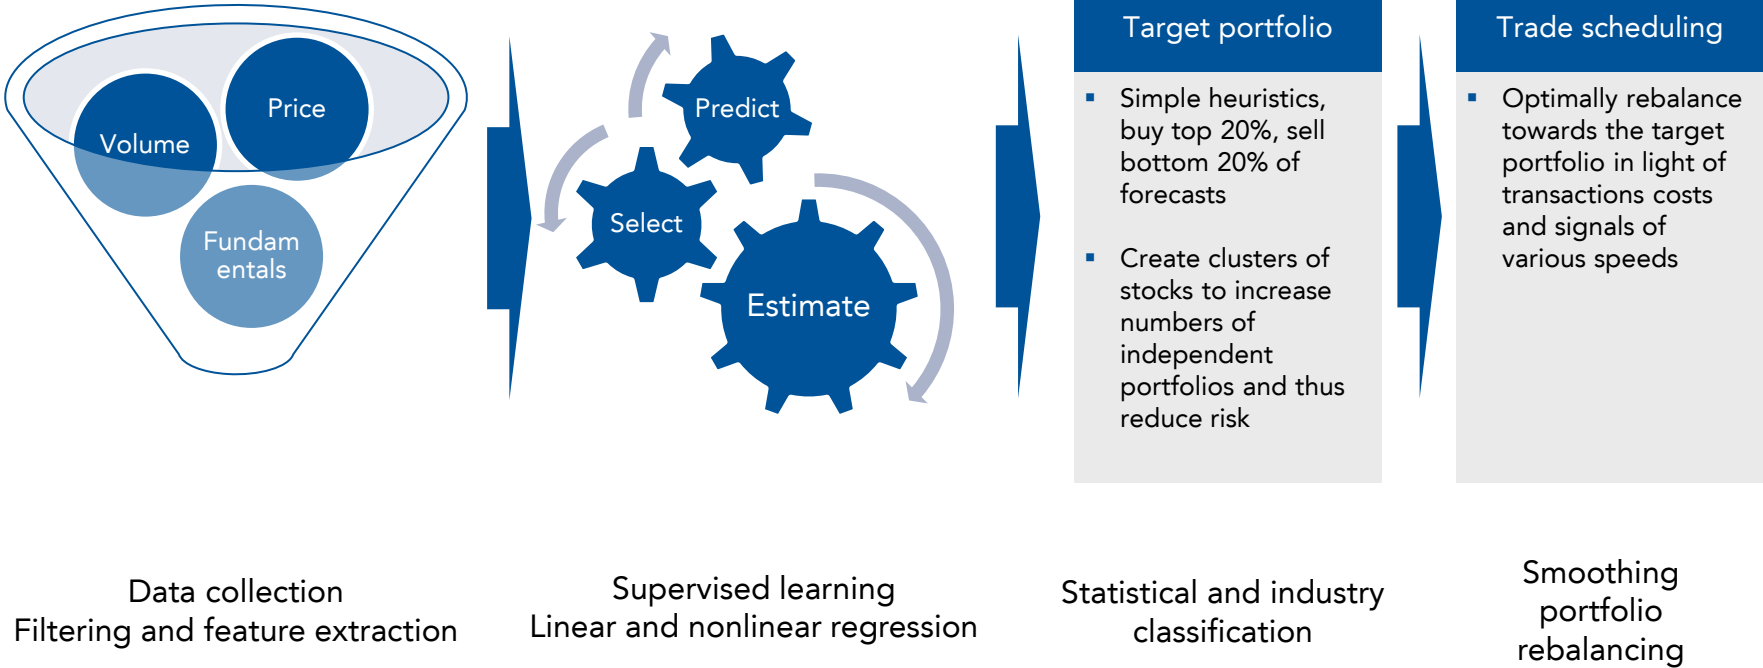 Volume
Price
Fundam
entals
Predict
Select
Estimate
Target portfolio
▪ Simple heuristics,
buy top 20%, sell
bottom 20% of
forecasts
▪ Create clusters of
stocks to increase
numbers of
independent
portfolios and thus
reduce risk
Trade scheduling
▪ Optimally rebalance
towards the target
portfolio in light of
transactions costs
and signals of
various speeds
Data collection
Filtering and feature extraction
Supervised learning
Linear and nonlinear regression
Statistical and industry
classification
Smoothing
portfolio
rebalancing